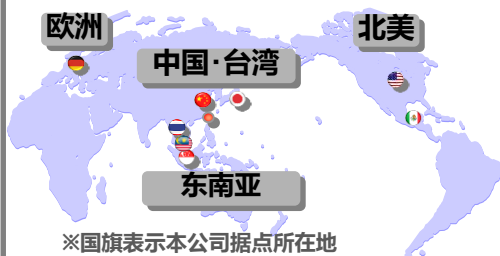 欧洲
北美
中国·台湾
东南亚
※国旗表示本公司据点所在地